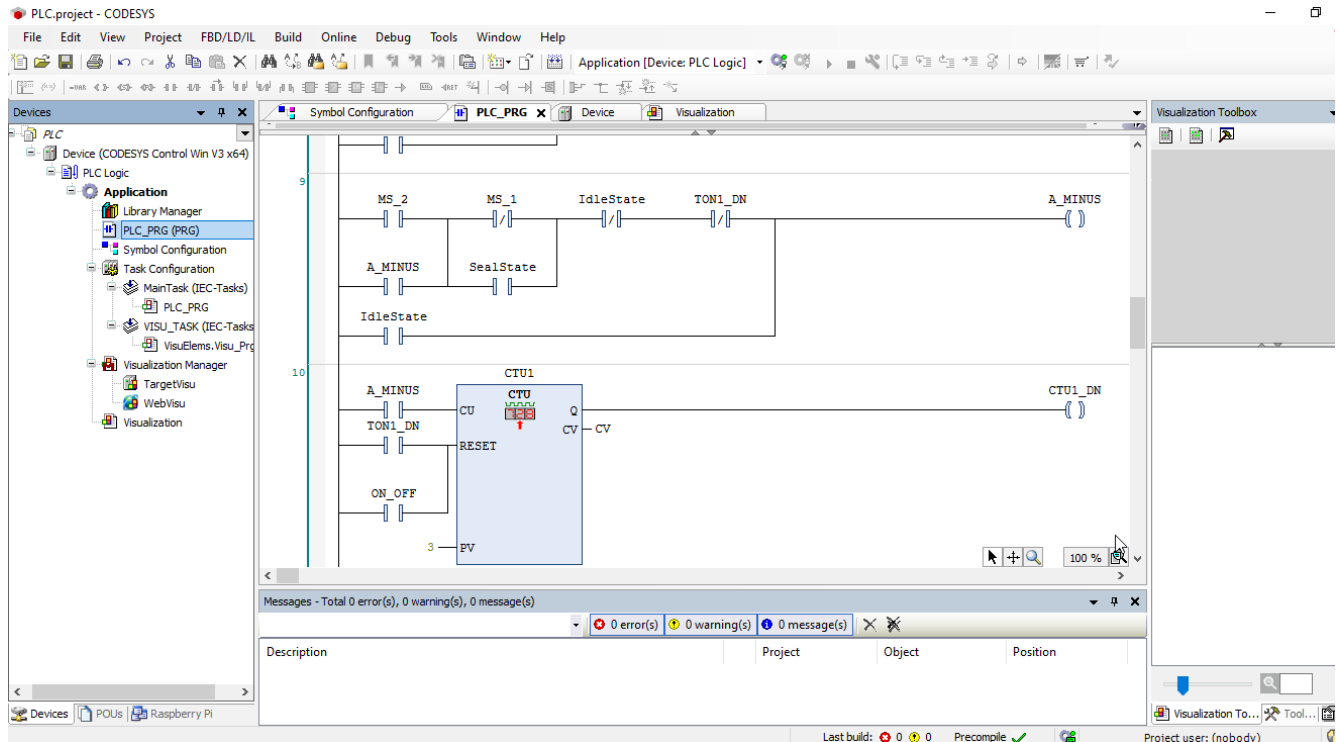 PLC.project - CODESYS
File Edit View Project FBD/LD/IL Build Online Debug Tools Window Help
Application [Device: PLC Logic]
Devices
PLC
Device (CODESYS Control Win V3 x64)
PLC Logic
Application
Library Manager
PLC_PRG (PRG)
Symbol Configuration
Task Configuration
MainTask (IEC-Tasks)
PLC_PRG
VISU_TASK (IEC-Tasks
VisuElems.Visu_Prg
Visualization Manager
TargetVisu
WebVisu
Visualization
Devices POUs Raspberry Pi
Symbol Configuration PLC_PRG Device Visualization
9
MS_2 MS_1 IdleState TON1_DN A_MINUS
A_MINUS SealState
IdleState
10
CTU1
A_MINUS CTU CTU1_DN
CU Q
TON1_DN CV CV
RESET
ON_OFF
3 PV
100 %
Messages - Total 0 error(s), 0 warning(s), 0 message(s)
0 error(s) 0 warning(s) 0 message(s)
Description Project Object Position
Visualization Toolbox
Visualization To... Tool...
Last build: 0 0 Precompile Project user: (nobody)